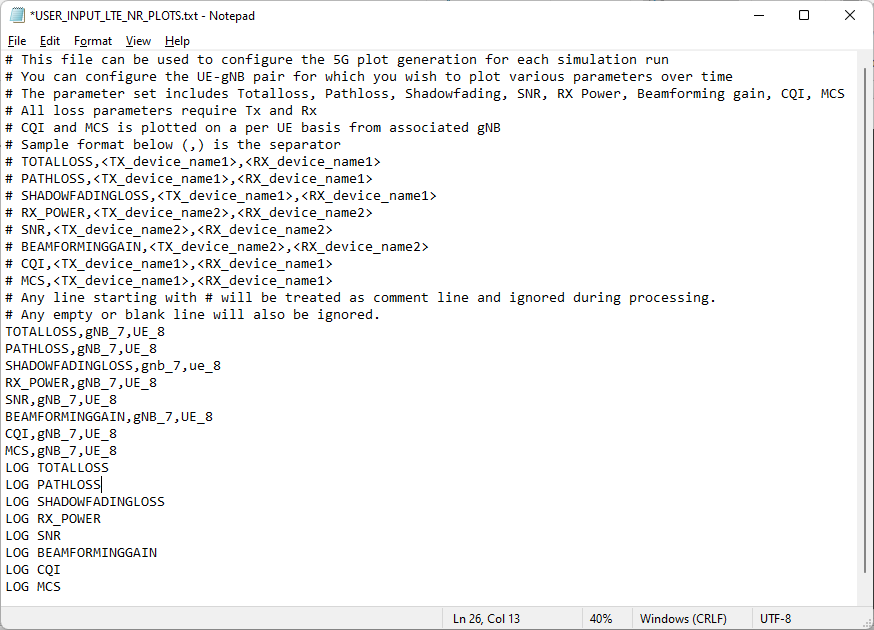 *USER_INPUT_LTE_NR_PLOTS.txt - Notepad
File Edit Format View Help
# This file can be used to configure the 5G plot generation for each simulation run
# You can configure the UE-gNB pair for which you wish to plot various parameters over time
# The parameter set includes Totalloss, Pathloss, Shadowfading, SNR, RX Power, Beamforming gain, CQI, MCS
# All loss parameters require Tx and Rx
# CQI and MCS is plotted on a per UE basis from associated gNB
# Sample format below (,) is the separator
# TOTALLOSS,<TX_device_name1>,<RX_device_name1>
# PATHLOSS,<TX_device_name1>,<RX_device_name1>
# SHADOWFADINGLOSS,<TX_device_name1>,<RX_device_name1>
# RX_POWER,<TX_device_name2>,<RX_device_name2>
# SNR,<TX_device_name2>,<RX_device_name2>
# BEAMFORMINGGAIN,<TX_device_name2>,<RX_device_name2>
# CQI,<TX_device_name1>,<RX_device_name1>
# MCS,<TX_device_name1>,<RX_device_name1>
# Any line starting with # will be treated as comment line and ignored during processing.
# Any empty or blank line will also be ignored.
TOTALLOSS,gNB_7,UE_8
PATHLOSS,gNB_7,UE_8
SHADOWFADINGLOSS,gnb_7,ue_8
RX_POWER,gNB_7,UE_8
SNR,gNB_7,UE_8
BEAMFORMINGGAIN,gNB_7,UE_8
CQI,gNB_7,UE_8
MCS,gNB_7,UE_8
LOG TOTALLOSS
LOG PATHLOSS
LOG SHADOWFADINGLOSS
LOG RX_POWER
LOG SNR
LOG BEAMFORMINGGAIN
LOG CQI
LOG MCS
Ln 26, Col 13 40% Windows (CRLF) UTF-8